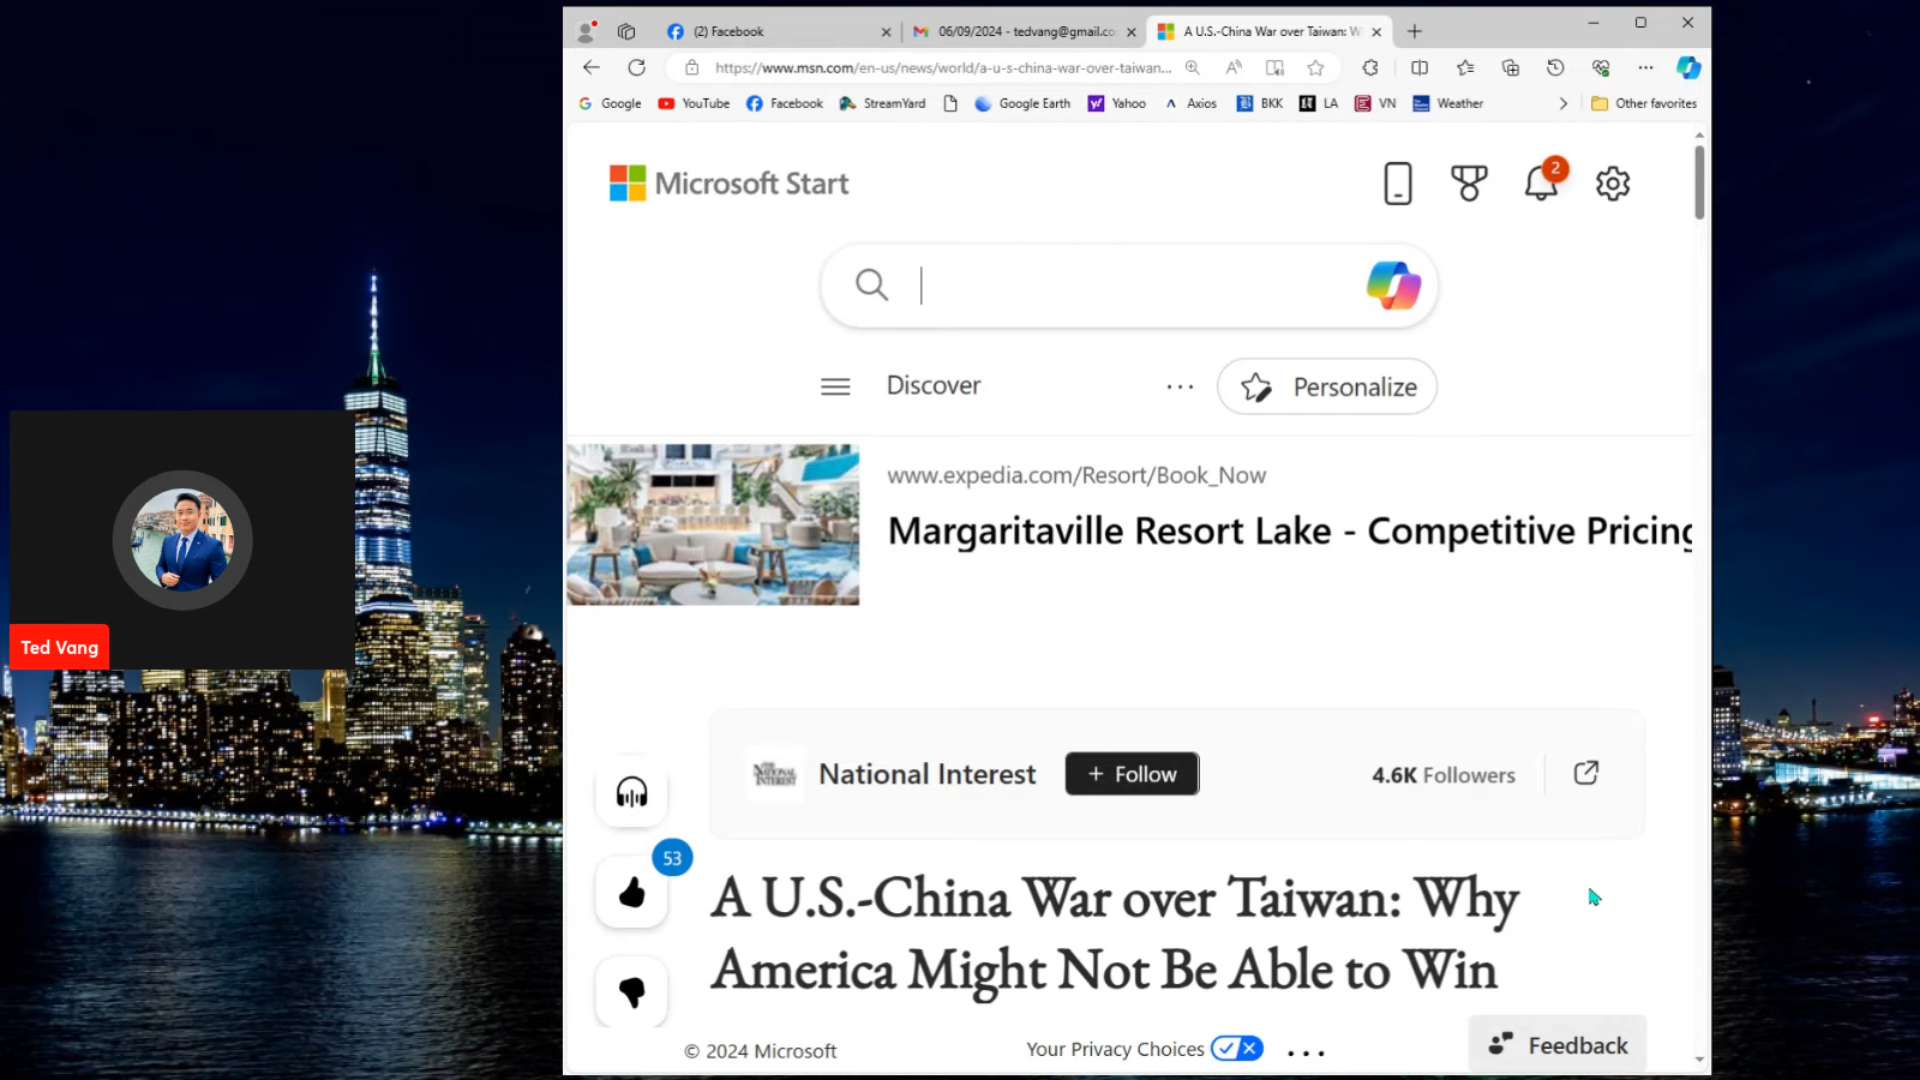 (2) Facebook
06/09/2024 - tedvang@gmail.co
A U.S.-China War over Taiwan: W
https://www.msn.com/en-us/news/world/a-u-s-china-war-over-taiwan...
Google
YouTube
Facebook
StreamYard
Google Earth
Yahoo
Axios
BKK
LA
VN
Weather
Other favorites
Microsoft Start
2
Discover
Personalize
www.expedia.com/Resort/Book_Now
Margaritaville Resort Lake - Competitive Pricing
Ted Vang
THE NATIONAL INTEREST
National Interest
+ Follow
4.6K Followers
53
A U.S.-China War over Taiwan: Why
America Might Not Be Able to Win
© 2024 Microsoft
Your Privacy Choices
Feedback